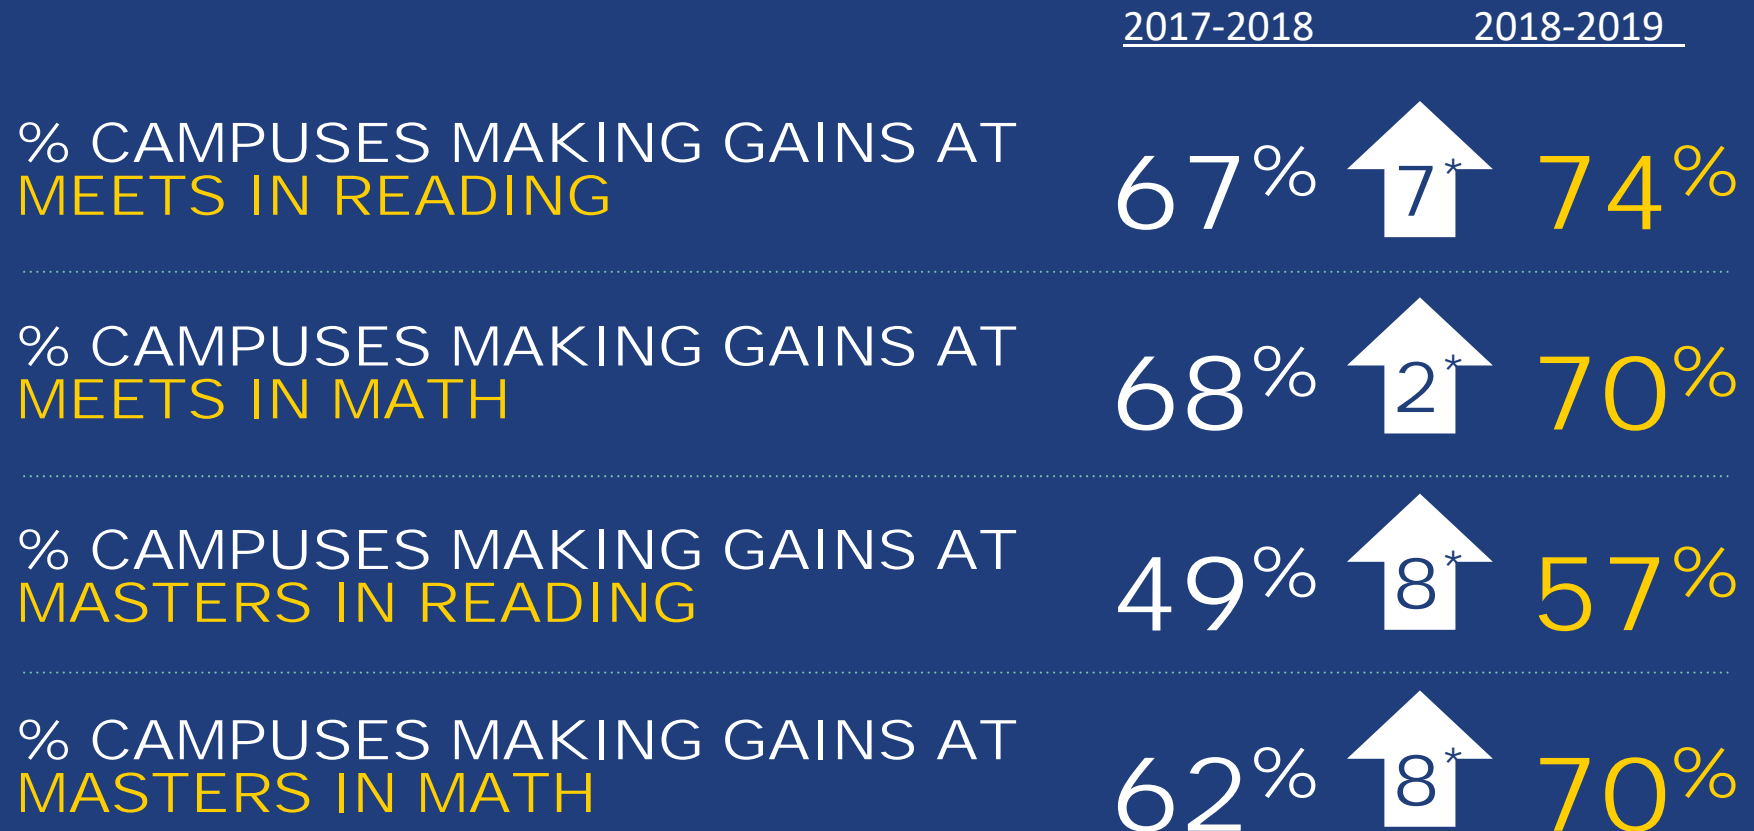 2017-2018 2018-2019
% CAMPUSES MAKING GAINS AT
MEETS IN READING
67% 7* 74%
% CAMPUSES MAKING GAINS AT
MEETS IN MATH
68% 2* 70%
% CAMPUSES MAKING GAINS AT
MASTERS IN READING
49% 8* 57%
% CAMPUSES MAKING GAINS AT
MASTERS IN MATH
62% 8* 70%